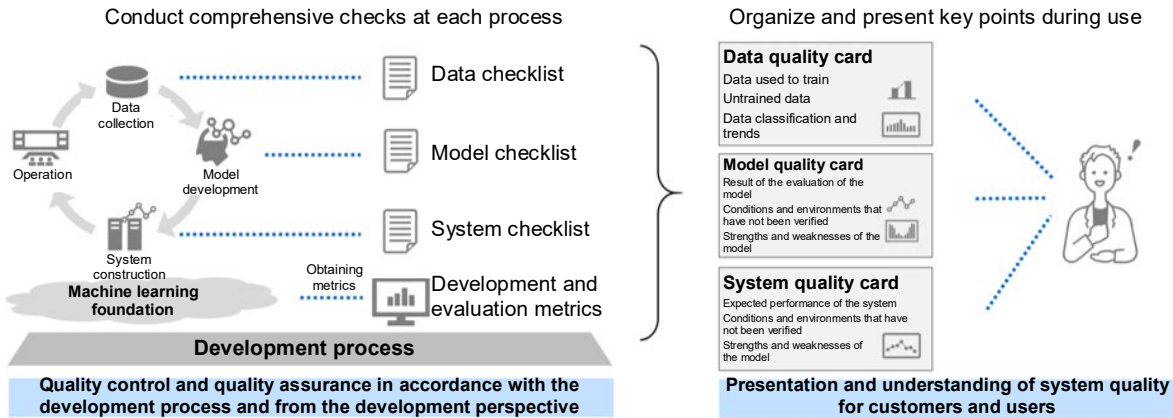 Conduct comprehensive checks at each process
Data
collection
Operation
Model
development
System
construction
Machine learning
foundation
Data checklist
Model checklist
System checklist
Obtaining
metrics
Development and
evaluation metrics
Development process
Quality control and quality assurance in accordance with the
development process and from the development perspective
Organize and present key points during use
Data quality card
Data used to train
Untrained data
Data classification and
trends
Model quality card
Result of the evaluation of the
model
Conditions and environments that
have not been verified
Strengths and weaknesses of the
model
System quality card
Expected performance of the system
Conditions and environments that have
not been verified
Strengths and weaknesses of
the model
Presentation and understanding of system quality
for customers and users